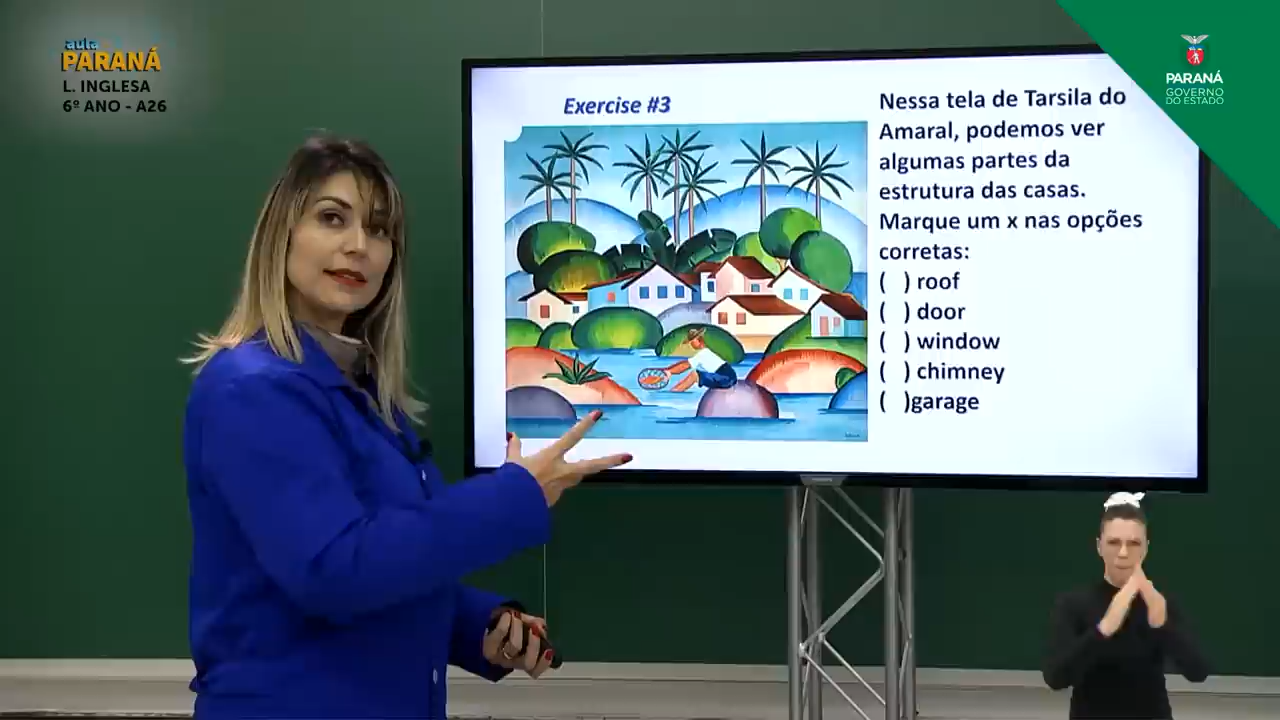 aula
PARANÁ
L. INGLESA
6º ANO - A26
Exercise #3
Nessa tela de Tarsila do
Amaral, podemos ver
algumas partes da
estrutura das casas.
Marque um x nas opções
corretas:
( ) roof
( ) door
( ) window
( ) chimney
( )garage
PARANÁ
GOVERNO
DO ESTADO